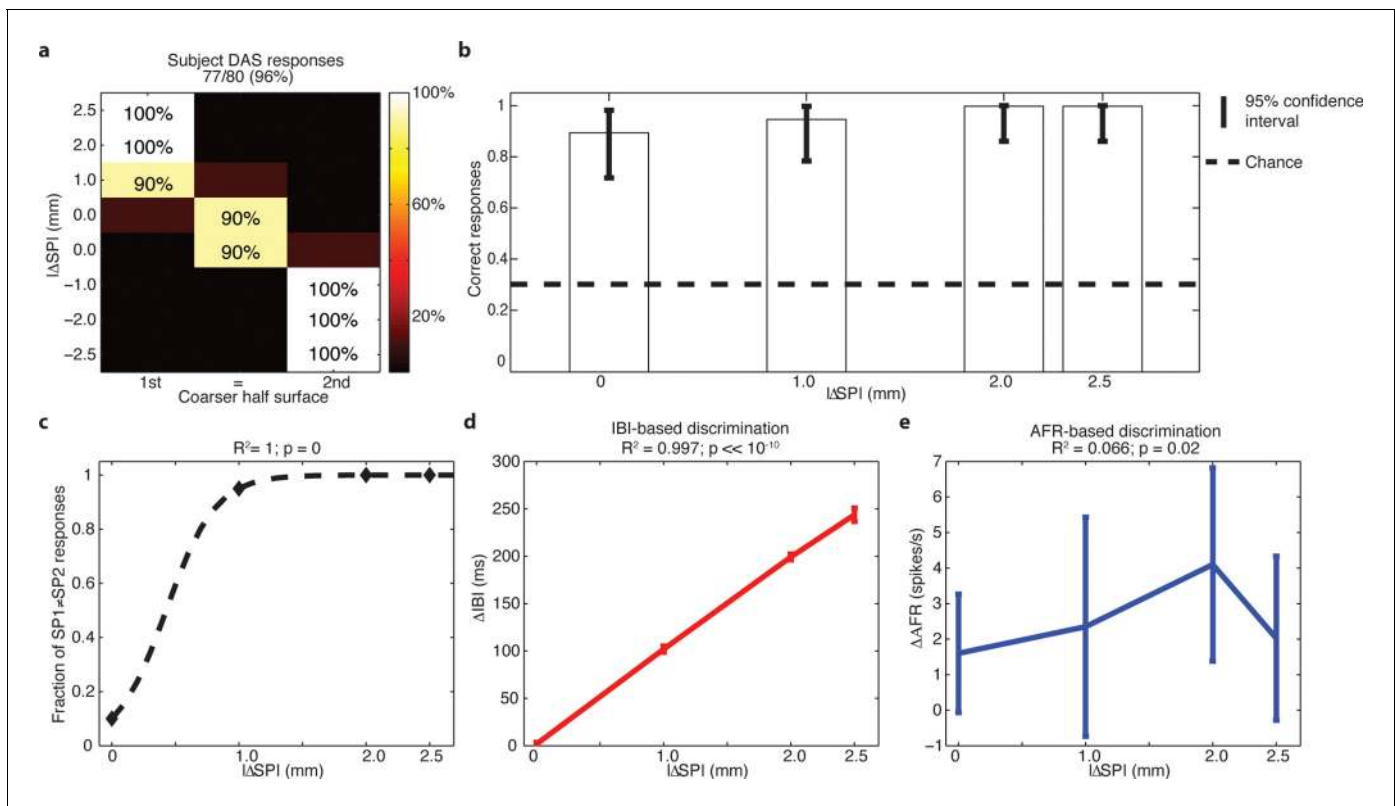 a
Subject DAS responses
77/80 (96%)
I∆SPI (mm)
2.5
2.0
1.0
0.0
0.0
−1.0
−2.0
−2.5
100%
100%
90%
90%
90%
100%
100%
100%
1st = 2nd
Coarser half surface
100%
60%
20%
b
Correct responses
1
0.8
0.6
0.4
0.2
0
0 1.0 2.0 2.5
I∆SPI (mm)
95% confidence
interval
Chance
c
R²= 1; p = 0
Fraction of SP1≠SP2 responses
1
0.8
0.6
0.4
0.2
0
0 1.0 2.0 2.5
I∆SPI (mm)
d
IBI-based discrimination
R² = 0.997; p << 10⁻¹⁰
∆IBI (ms)
300
250
200
150
100
50
0
0 1.0 2.0 2.5
I∆SPI (mm)
e
AFR-based discrimination
R² = 0.066; p = 0.02
∆AFR (spikes/s)
7
6
5
4
3
2
1
0
−1
0 1.0 2.0 2.5
I∆SPI (mm)